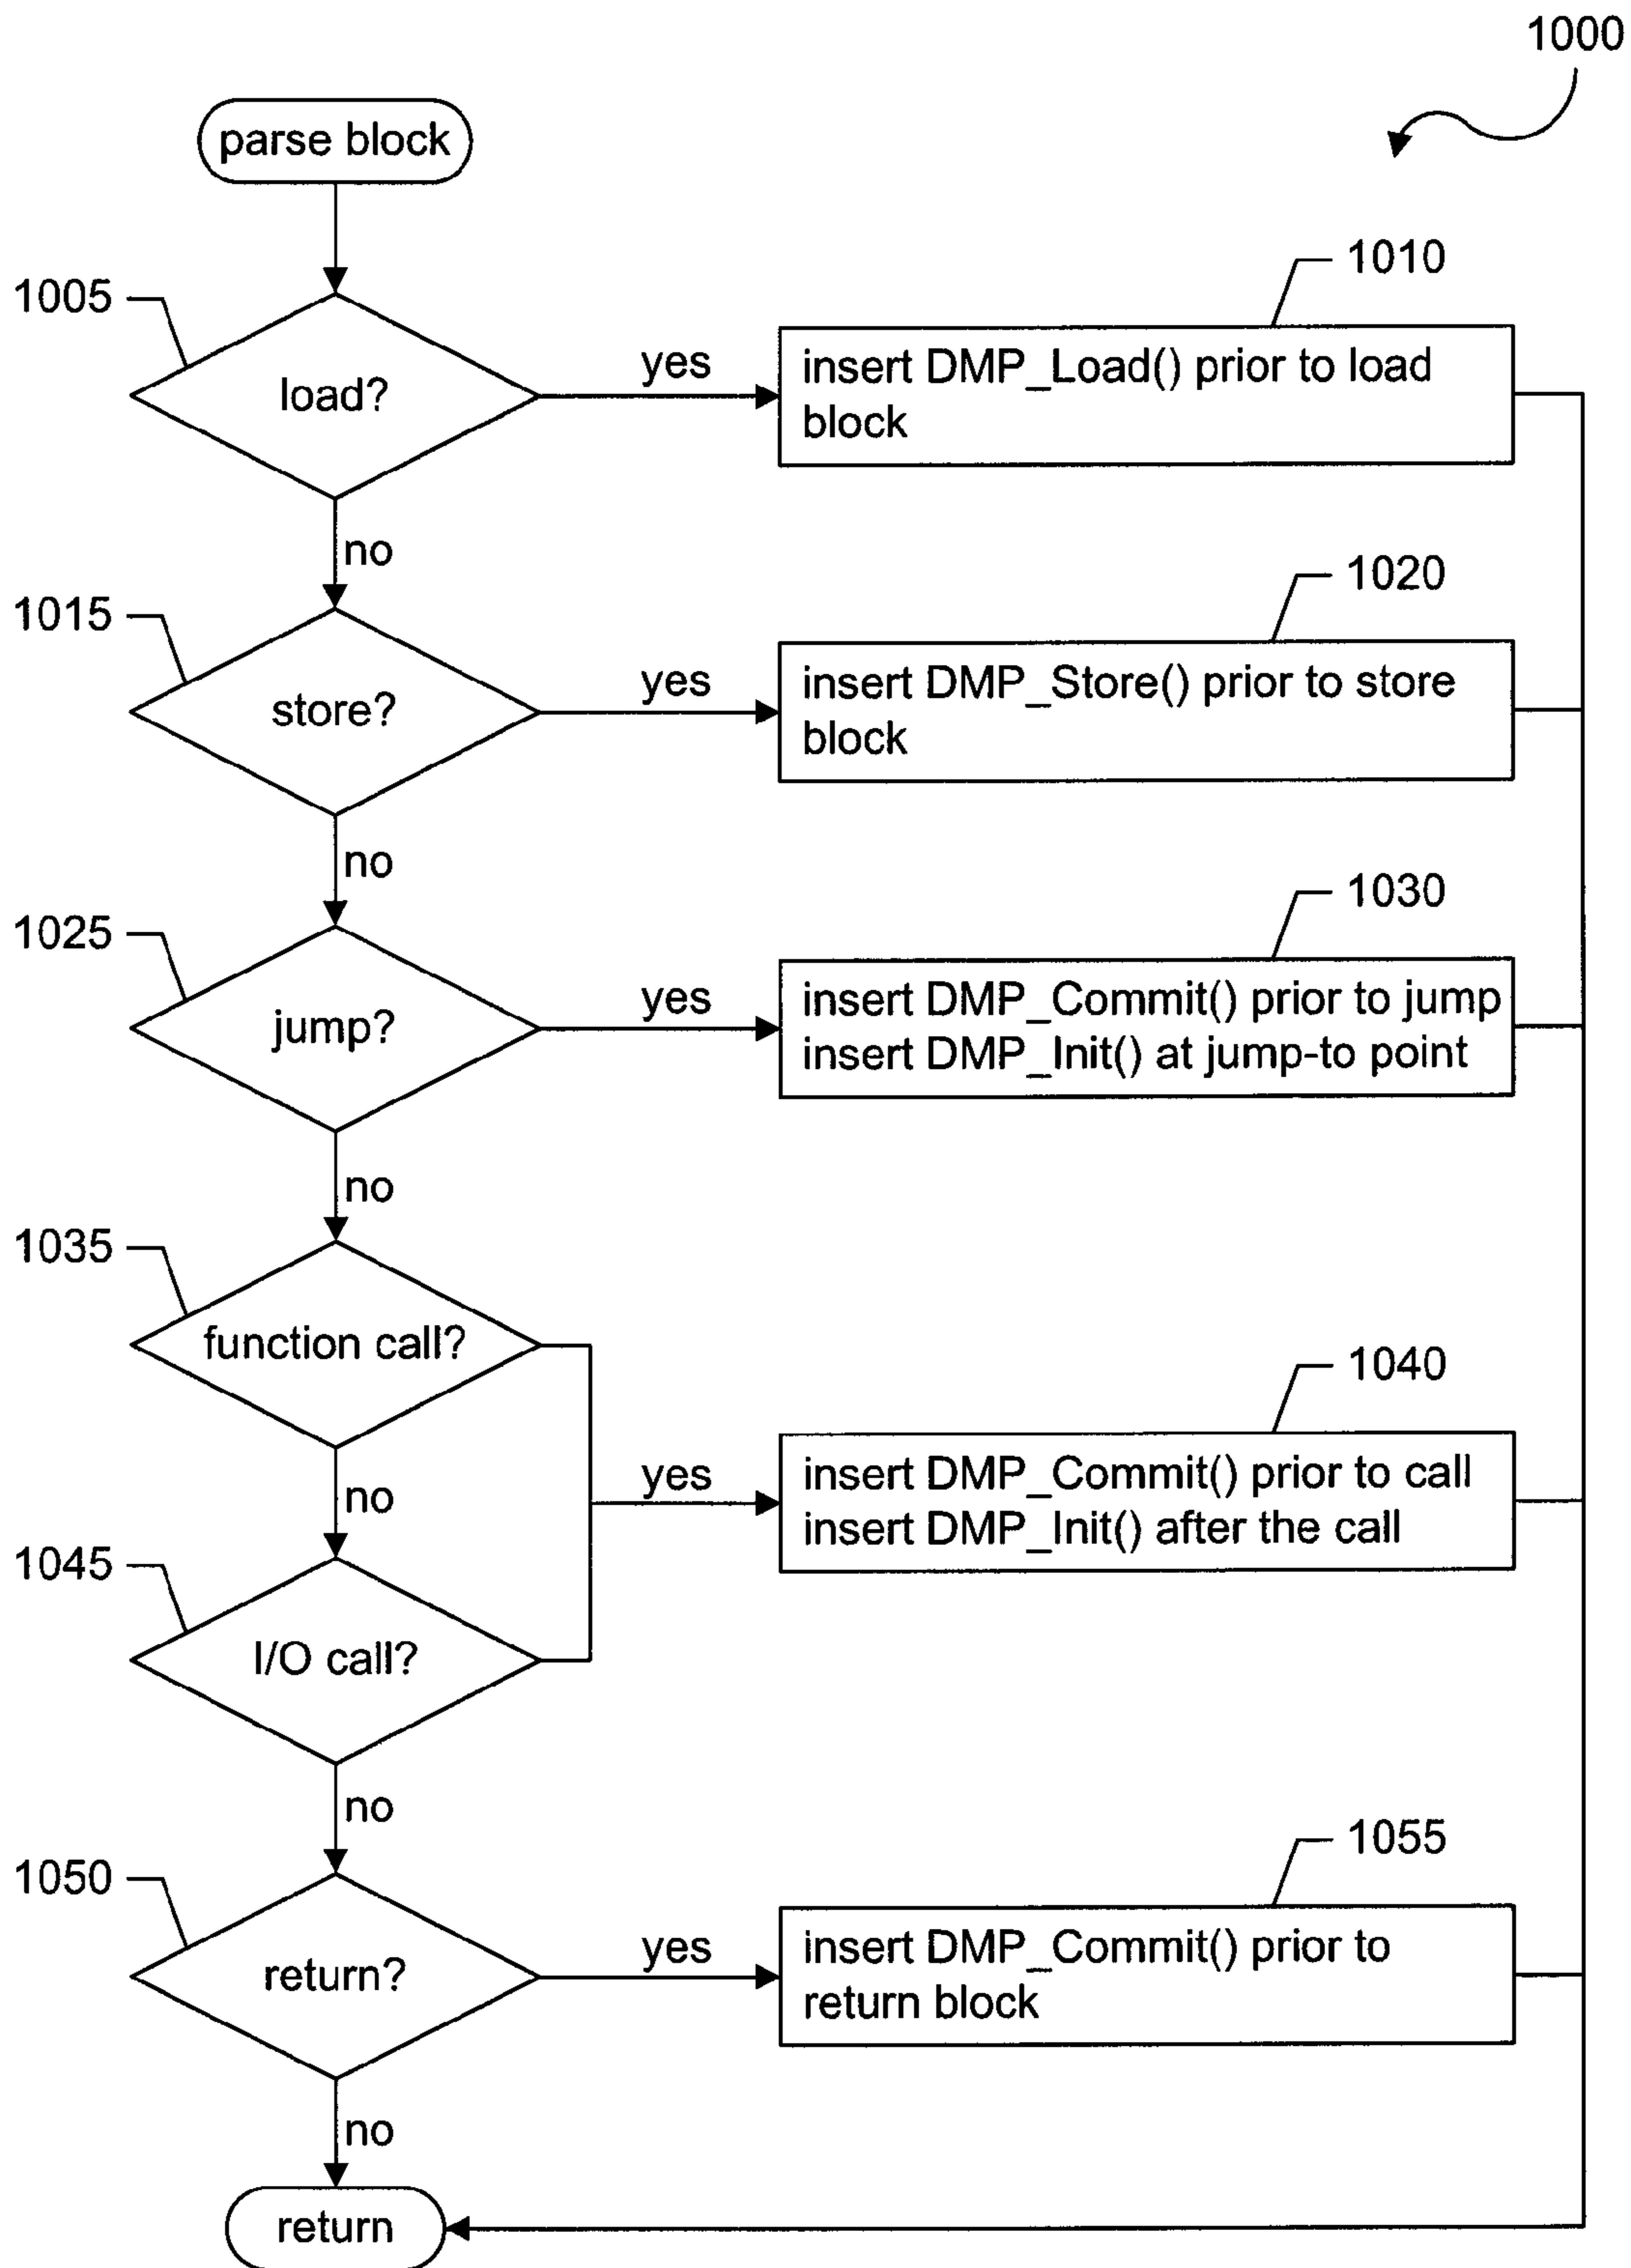 1000
parse block
1010
1005
load?
yes
insert DMP_Load() prior to load
block
no
1020
1015
store?
yes
insert DMP_Store() prior to store
block
no
1030
1025
jump?
yes
insert DMP_Commit() prior to jump
insert DMP_Init() at jump-to point
no
1035
function call?
1040
yes
insert DMP_Commit() prior to call
insert DMP_Init() after the call
no
1045
I/O call?
no
1055
1050
return?
yes
insert DMP_Commit() prior to
return block
no
return